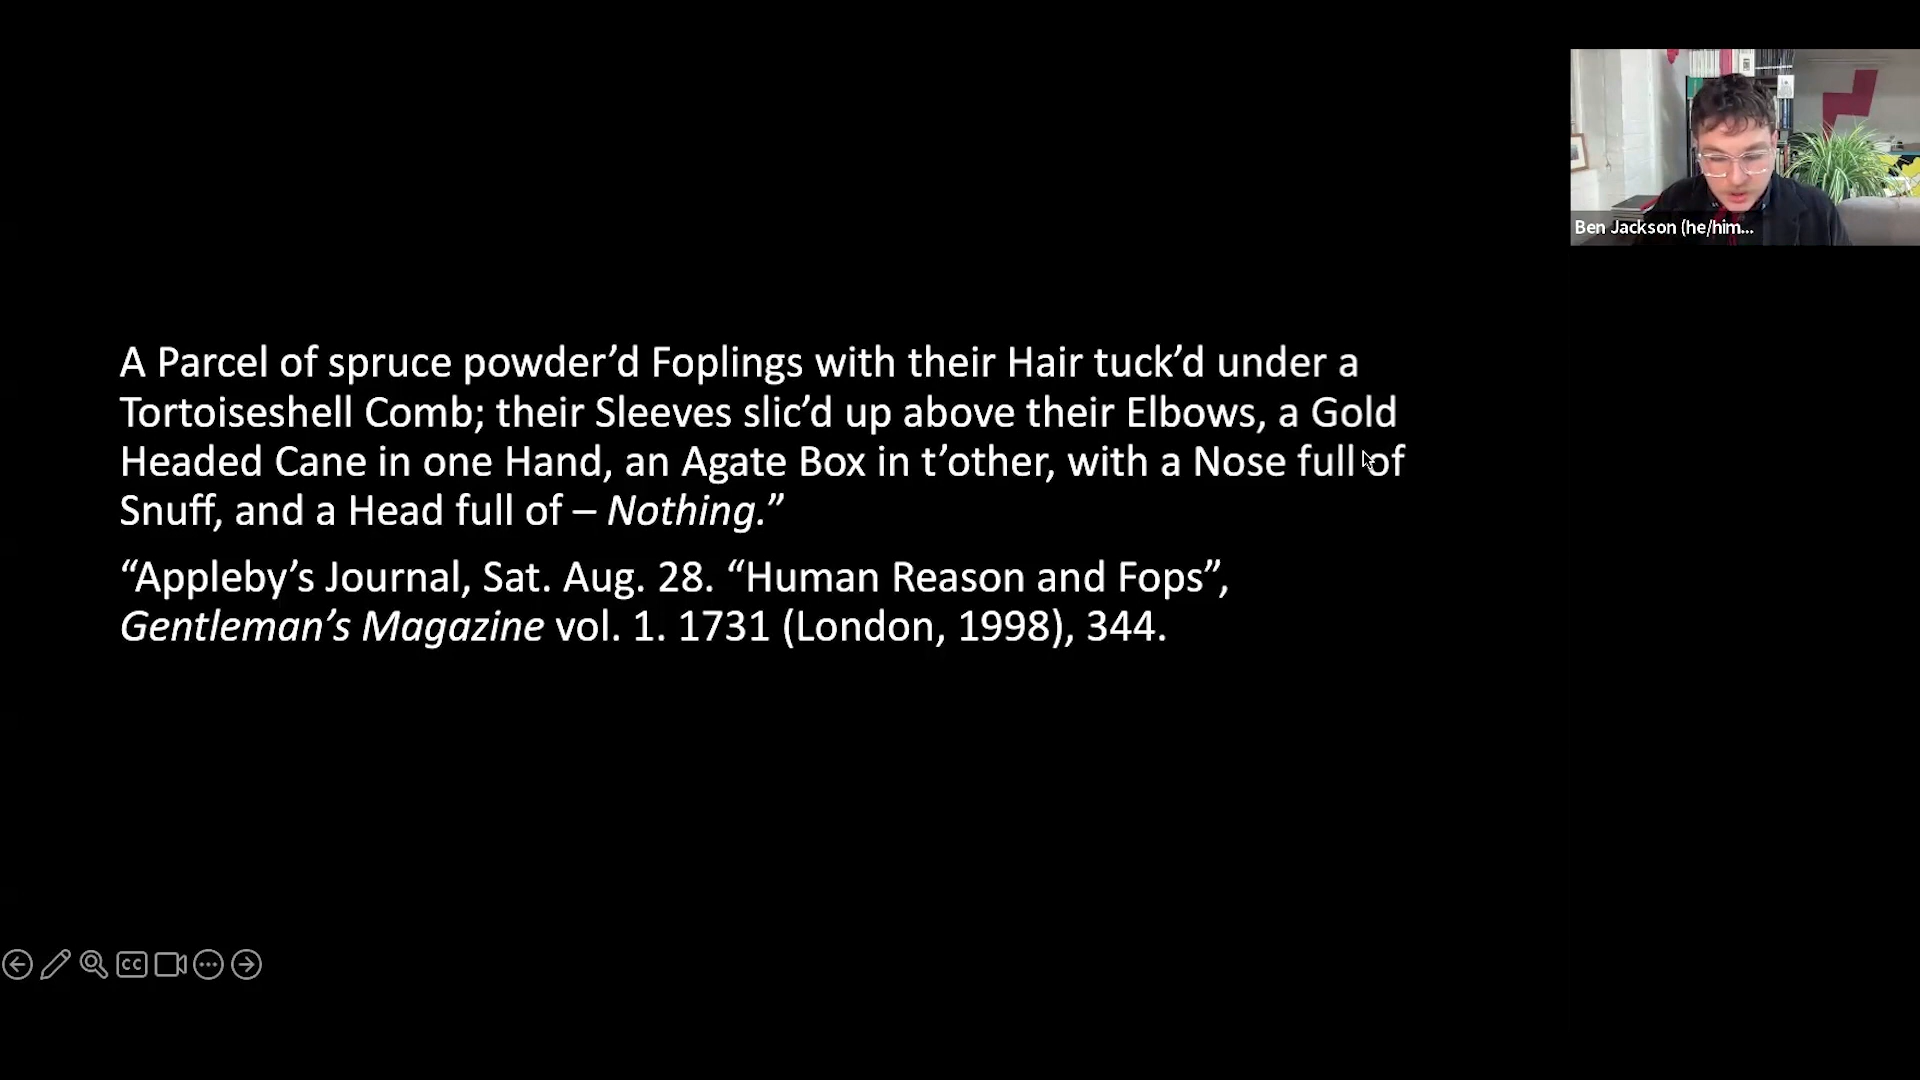 Ben Jackson (he/him...
A Parcel of spruce powder’d Foplings with their Hair tuck’d under a
Tortoiseshell Comb; their Sleeves slic’d up above their Elbows, a Gold
Headed Cane in one Hand, an Agate Box in t’other, with a Nose full of
Snuff, and a Head full of – Nothing.”
“Appleby’s Journal, Sat. Aug. 28. “Human Reason and Fops”,
Gentleman’s Magazine vol. 1. 1731 (London, 1998), 344.
CC